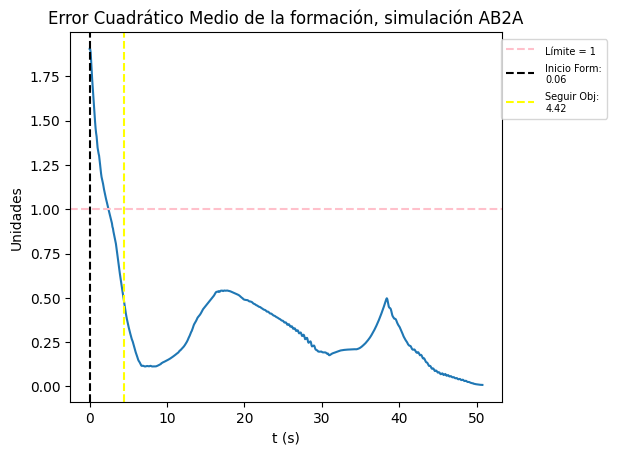 Error Cuadrático Medio de la formación, simulación AB2A
Límite = 1
Inicio Form:
0.06
Seguir Obj:
4.42
Unidades
1.75
1.50
1.25
1.00
0.75
0.50
0.25
0.00
0 10 20 30 40 50
t (s)